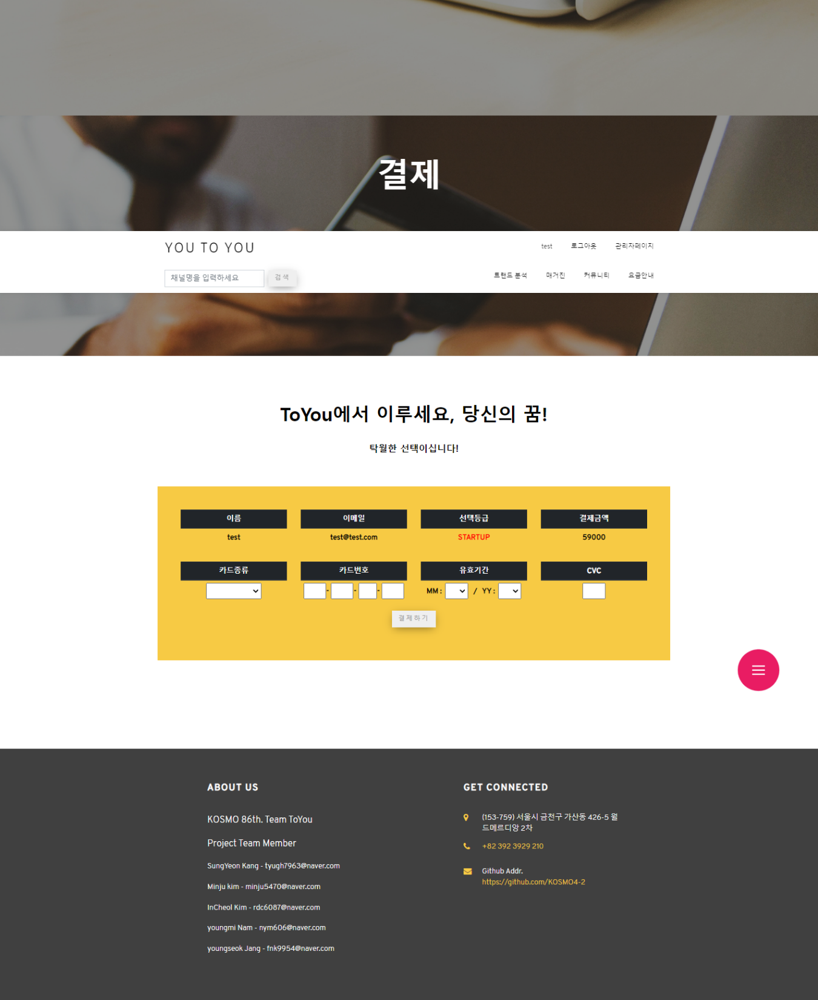 결제
YOU TO YOU
test 로그아웃 관리자페이지
채널명을 입력하세요 검색
트랜드 분석 매거진 커뮤니티 요금안내
ToYou에서 이루세요, 당신의 꿈!
탁월한 선택이십니다!
이름 이메일 선택등급 결제금액
test test@test.com STARTUP 59000
카드종류 카드번호 유효기간 CVC
- - - MM : / YY :
결제하기
ABOUT US
KOSMO 86th. Team ToYou
Project Team Member
SungYeon Kang - tyugh7963@naver.com
Minju kim - minju5470@naver.com
InCheol Kim - rdc6087@naver.com
youngmi Nam - nym606@naver.com
youngseok Jang - fnk9954@naver.com
GET CONNECTED
(153-759) 서울시 금천구 가산동 426-5 월
드메르디앙 2차
+82 392 3929 210
Github Addr.
https://github.com/KOSMO4-2